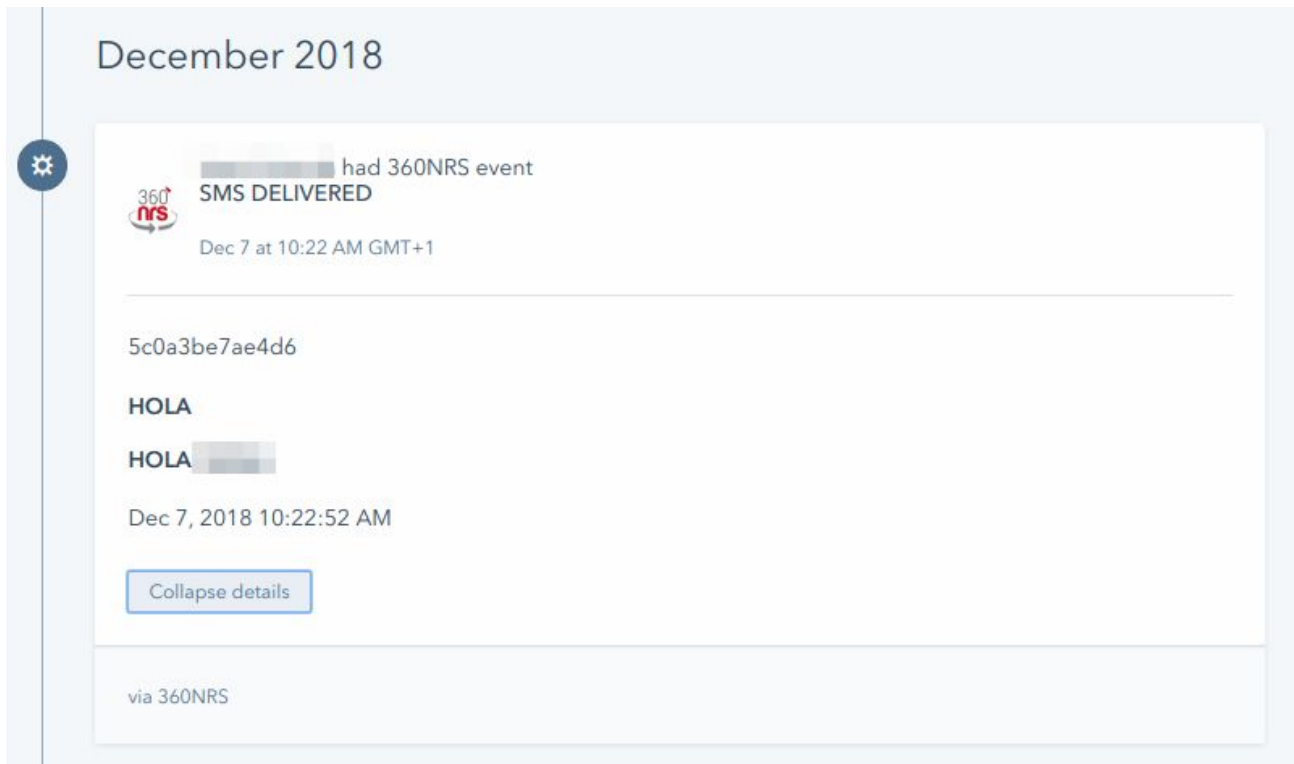 December 2018
had 360NRS event
360
nrs
SMS DELIVERED
Dec 7 at 10:22 AM GMT+1
5c0a3be7ae4d6
HOLA
HOLA
Dec 7, 2018 10:22:52 AM
Collapse details
via 360NRS